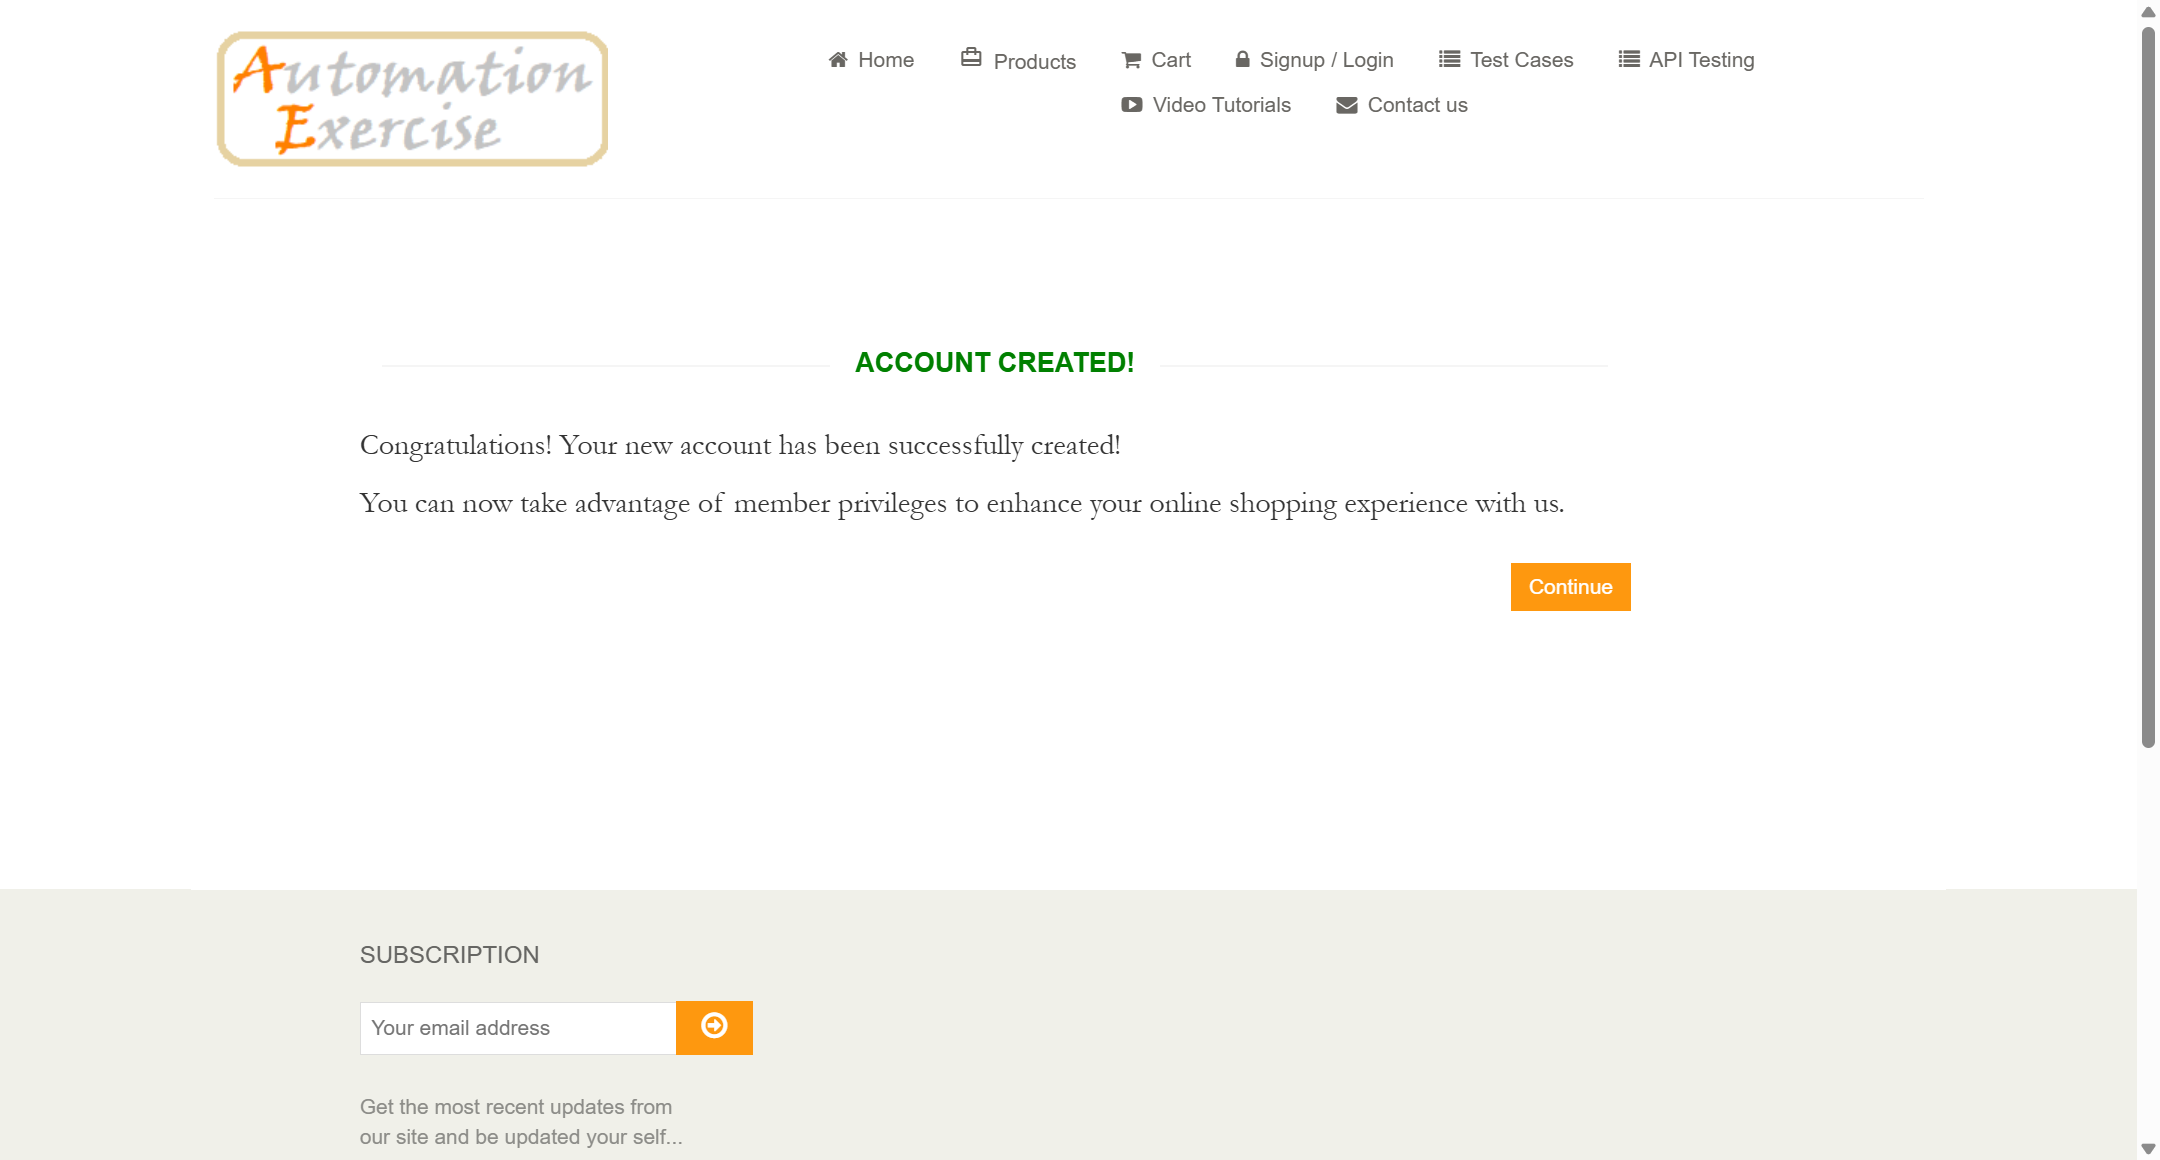 Automation
Exercise
Home Products Cart Signup / Login Test Cases API Testing
Video Tutorials Contact us
ACCOUNT CREATED!
Congratulations! Your new account has been successfully created!
You can now take advantage of member privileges to enhance your online shopping experience with us.
Continue
SUBSCRIPTION
Your email address
Get the most recent updates from
our site and be updated your self...